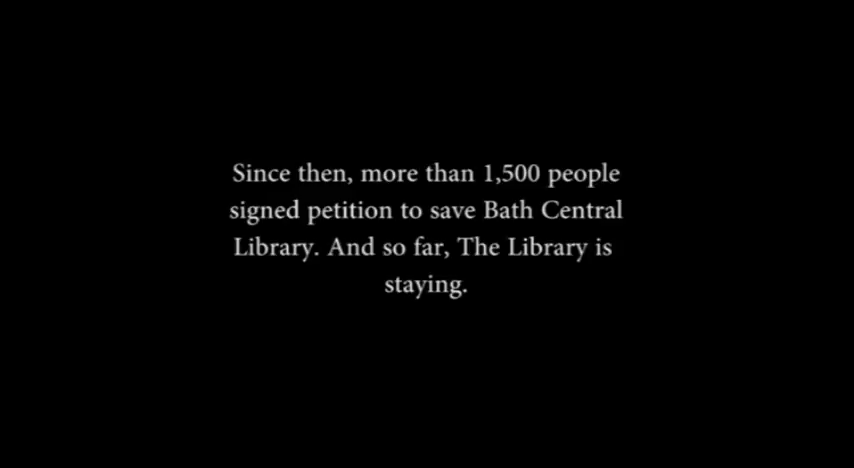 Since then, more than 1,500 people
signed petition to save Bath Central
Library. And so far, The Library is
staying.